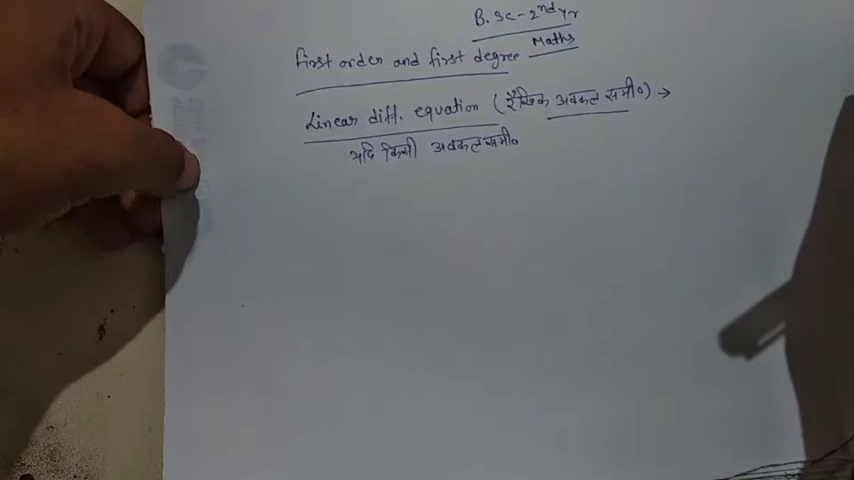 B.Sc-2nd yr
Maths
First order and first degree
Linear diff. equation (रैखिक अवकल समी०) →
यदि किसी अवकल समी०